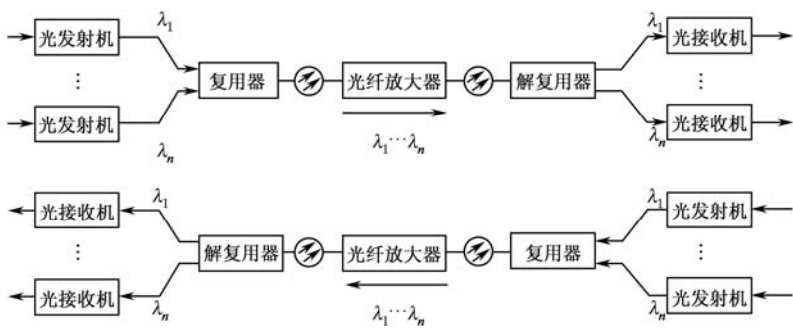 光发射机 λ₁ 复用器 光纤放大器 解复用器 λ₁ 光接收机
⋮ ⋮
光发射机 λₙ λ₁⋯λₙ λₙ 光接收机
光接收机 λ₁ 解复用器 光纤放大器 复用器 λ₁ 光发射机
⋮ ⋮
光接收机 λₙ λ₁⋯λₙ λₙ 光发射机